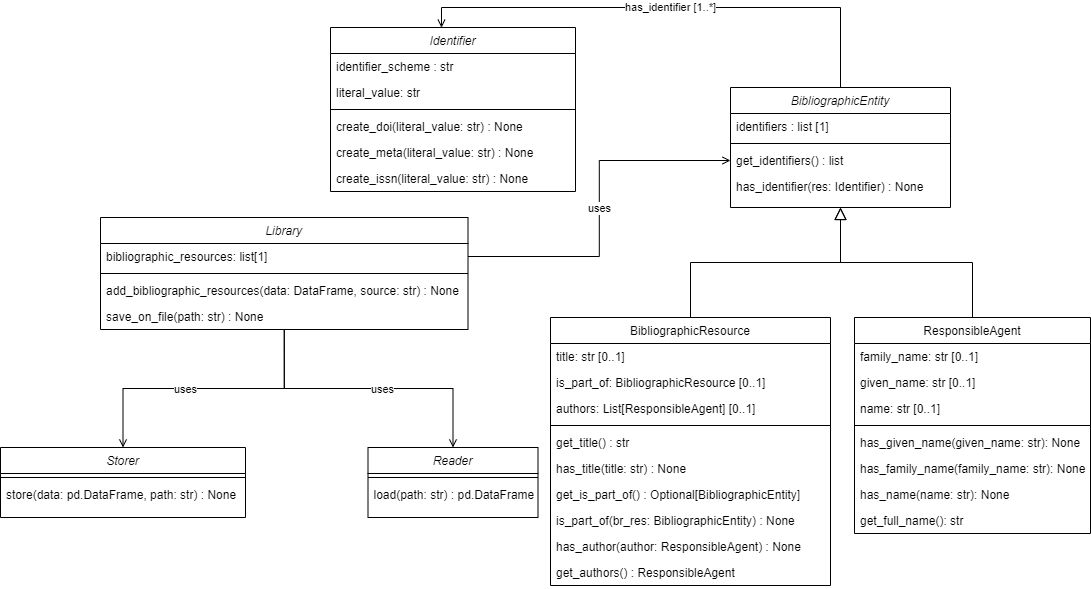 has_identifier [1..*]
Identifier
identifier_scheme : str
literal_value: str
create_doi(literal_value: str) : None
create_meta(literal_value: str) : None
create_issn(literal_value: str) : None
BibliographicEntity
identifiers : list [1]
get_identifiers() : list
has_identifier(res: Identifier) : None
uses
Library
bibliographic_resources: list[1]
add_bibliographic_resources(data: DataFrame, source: str) : None
save_on_file(path: str) : None
uses
uses
Storer
store(data: pd.DataFrame, path: str) : None
Reader
load(path: str) : pd.DataFrame
BibliographicResource
title: str [0..1]
is_part_of: BibliographicResource [0..1]
authors: List[ResponsibleAgent] [0..1]
get_title() : str
has_title(title: str) : None
get_is_part_of() : Optional[BibliographicEntity]
is_part_of(br_res: BibliographicEntity) : None
has_author(author: ResponsibleAgent) : None
get_authors() : ResponsibleAgent
ResponsibleAgent
family_name: str [0..1]
given_name: str [0..1]
name: str [0..1]
has_given_name(given_name: str): None
has_family_name(family_name: str): None
has_name(name: str): None
get_full_name(): str